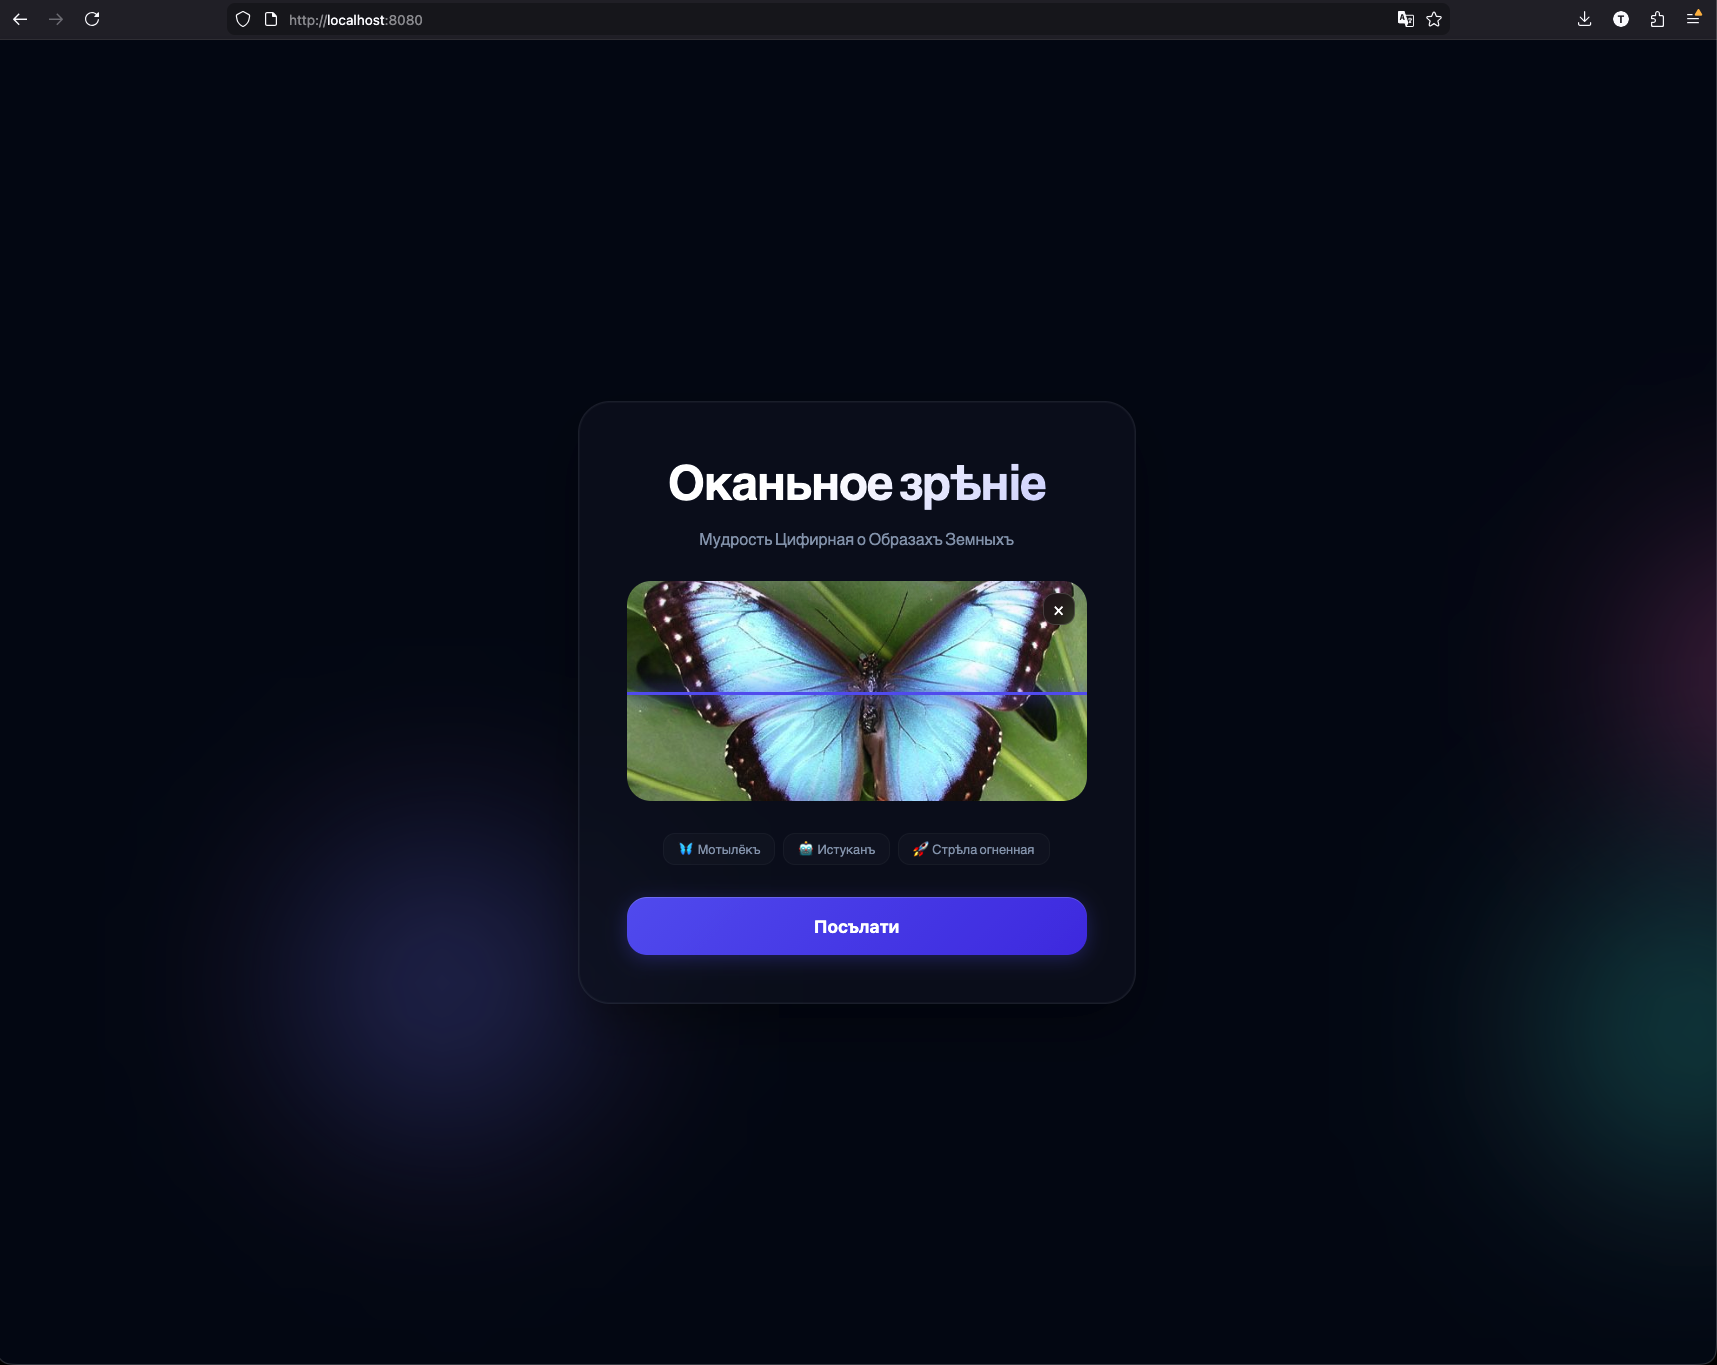 http://localhost:8080
T
Оканьное зрѣніе
Мудрость Цифирная о Образахъ Земныхъ
Мотылёкъ
Истуканъ
Стрѣла огненная
Посълати